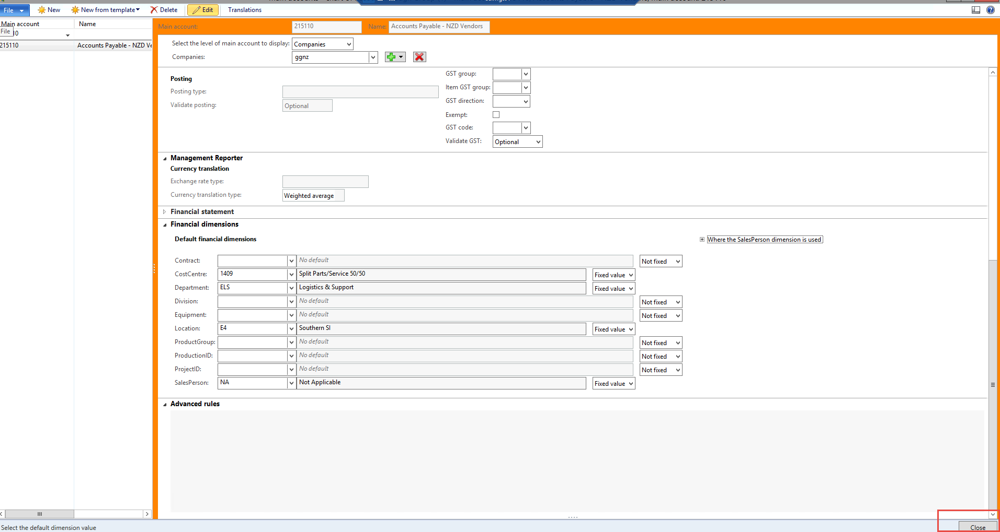 File New New from template Delete Edit Translations
Main account Name
File 10
215110 Accounts Payable - NZD Ve
Main account: 215110 Name: Accounts Payable - NZD Vendors
Select the level of main account to display: Companies
Companies: ggnz
GST group:
Posting
Item GST group:
Posting type:
GST direction:
Validate posting: Optional
Exempt:
GST code:
Validate GST: Optional
Management Reporter
Currency translation
Exchange rate type:
Currency translation type: Weighted average
Financial statement
Financial dimensions
Default financial dimensions Where the SalesPerson dimension is used
Contract: No default Not fixed
CostCentre: 1409 Split Parts/Service 50/50 Fixed value
Department: ELS Logistics & Support Fixed value
Division: No default Not fixed
Equipment: No default Not fixed
Location: E4 Southern SI Fixed value
ProductGroup: No default Not fixed
ProductionID: No default Not fixed
ProjectID: No default Not fixed
SalesPerson: NA Not Applicable Fixed value
Advanced rules
Select the default dimension value Close